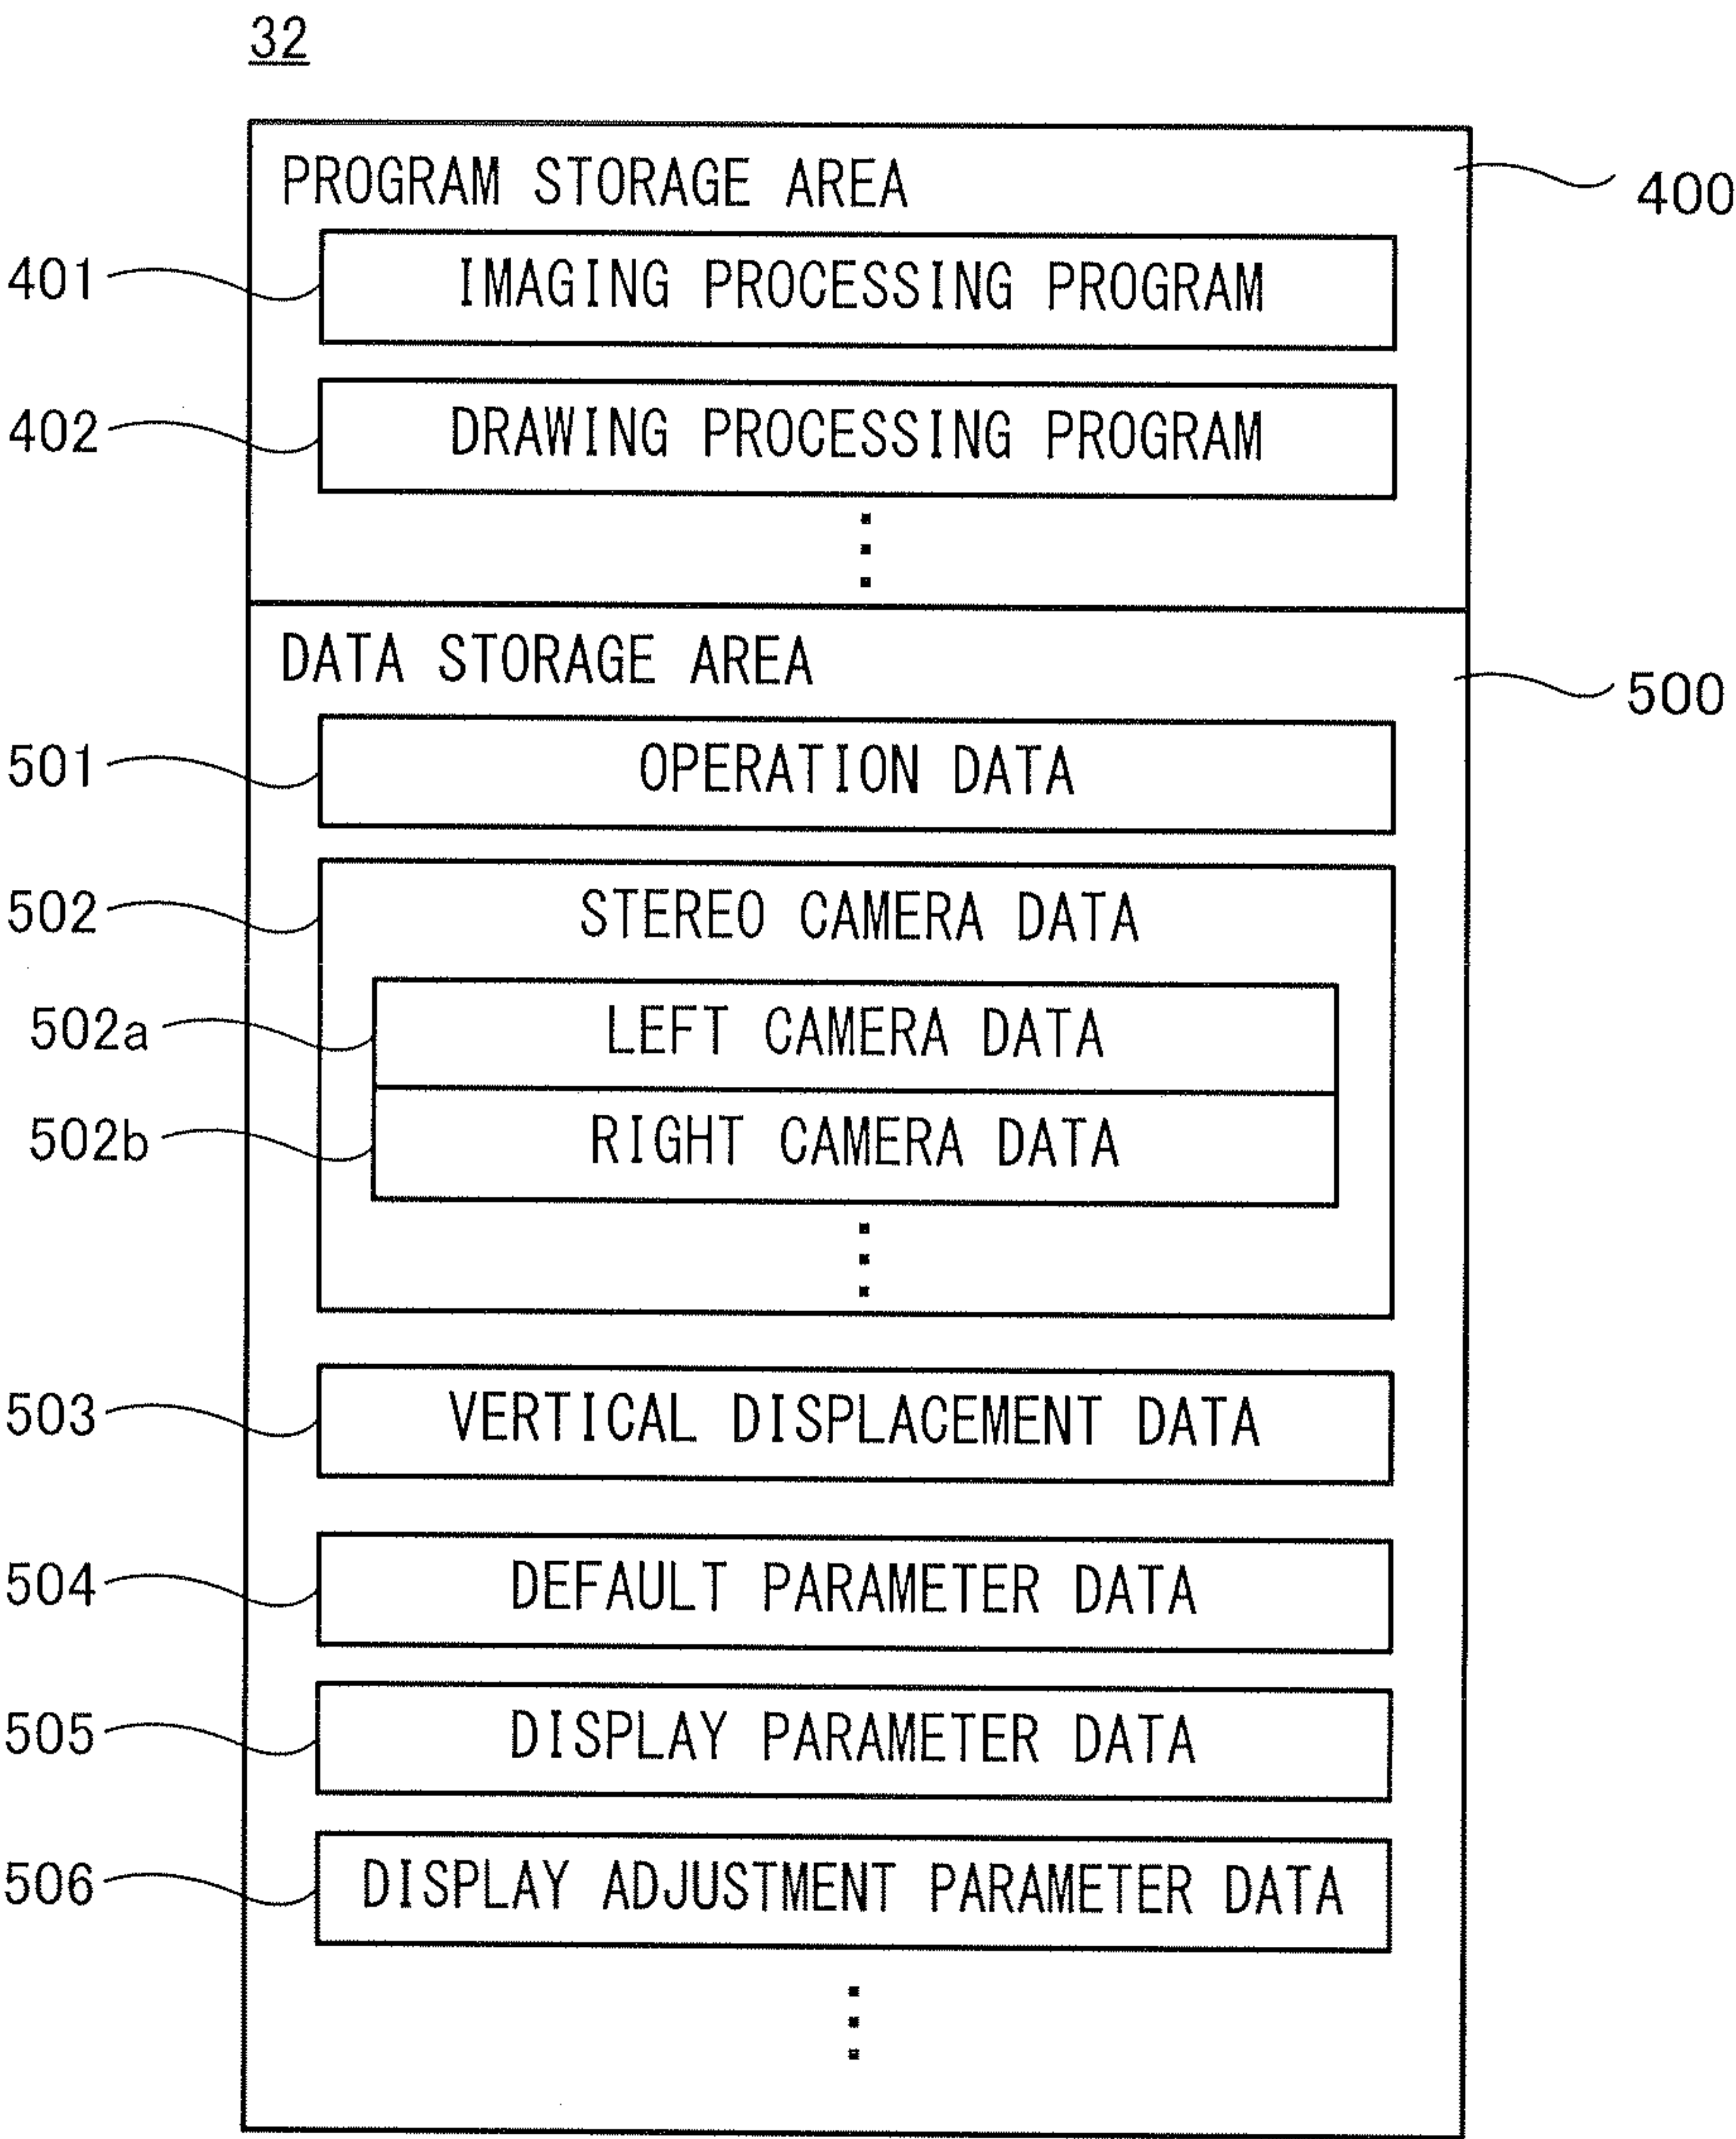 32
PROGRAM STORAGE AREA
400
401
IMAGING PROCESSING PROGRAM
402
DRAWING PROCESSING PROGRAM
DATA STORAGE AREA
500
501
OPERATION DATA
502
STEREO CAMERA DATA
502a
LEFT CAMERA DATA
502b
RIGHT CAMERA DATA
503
VERTICAL DISPLACEMENT DATA
504
DEFAULT PARAMETER DATA
505
DISPLAY PARAMETER DATA
506
DISPLAY ADJUSTMENT PARAMETER DATA